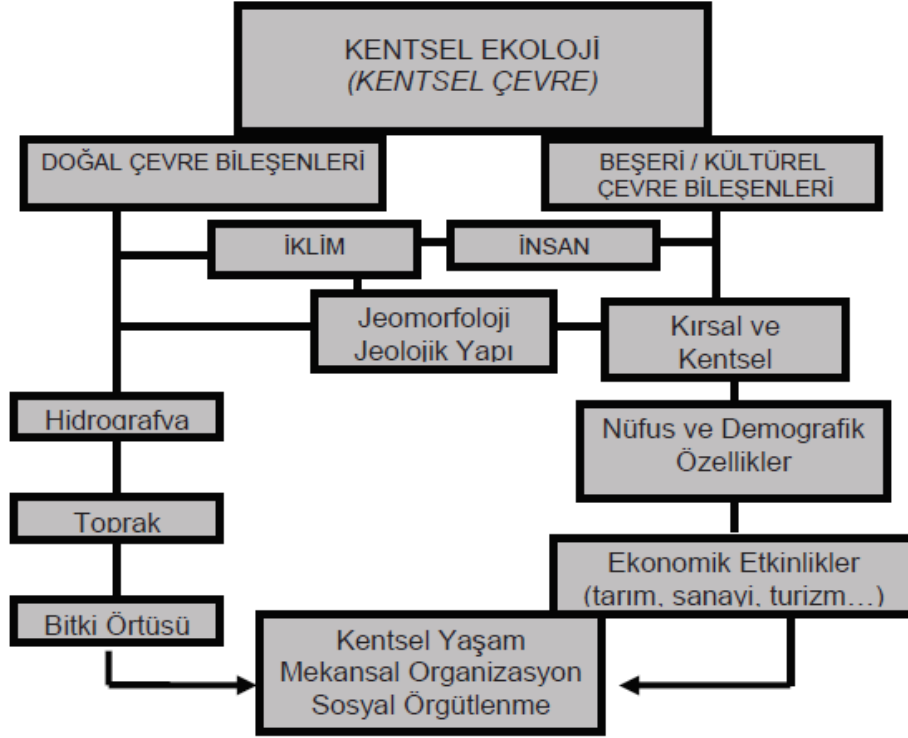 KENTSEL EKOLOJİ
(KENTSEL ÇEVRE)
DOĞAL ÇEVRE BİLEŞENLERİ
BEŞERİ / KÜLTÜREL
ÇEVRE BİLEŞENLERİ
İKLİM
İNSAN
Jeomorfoloji
Jeolojik Yapı
Kırsal ve
Kentsel
Hidrografya
Nüfus ve Demografik
Özellikler
Toprak
Ekonomik Etkinlikler
(tarım, sanayi, turizm…)
Bitki Örtüsü
Kentsel Yaşam
Mekansal Organizasyon
Sosyal Örgütlenme